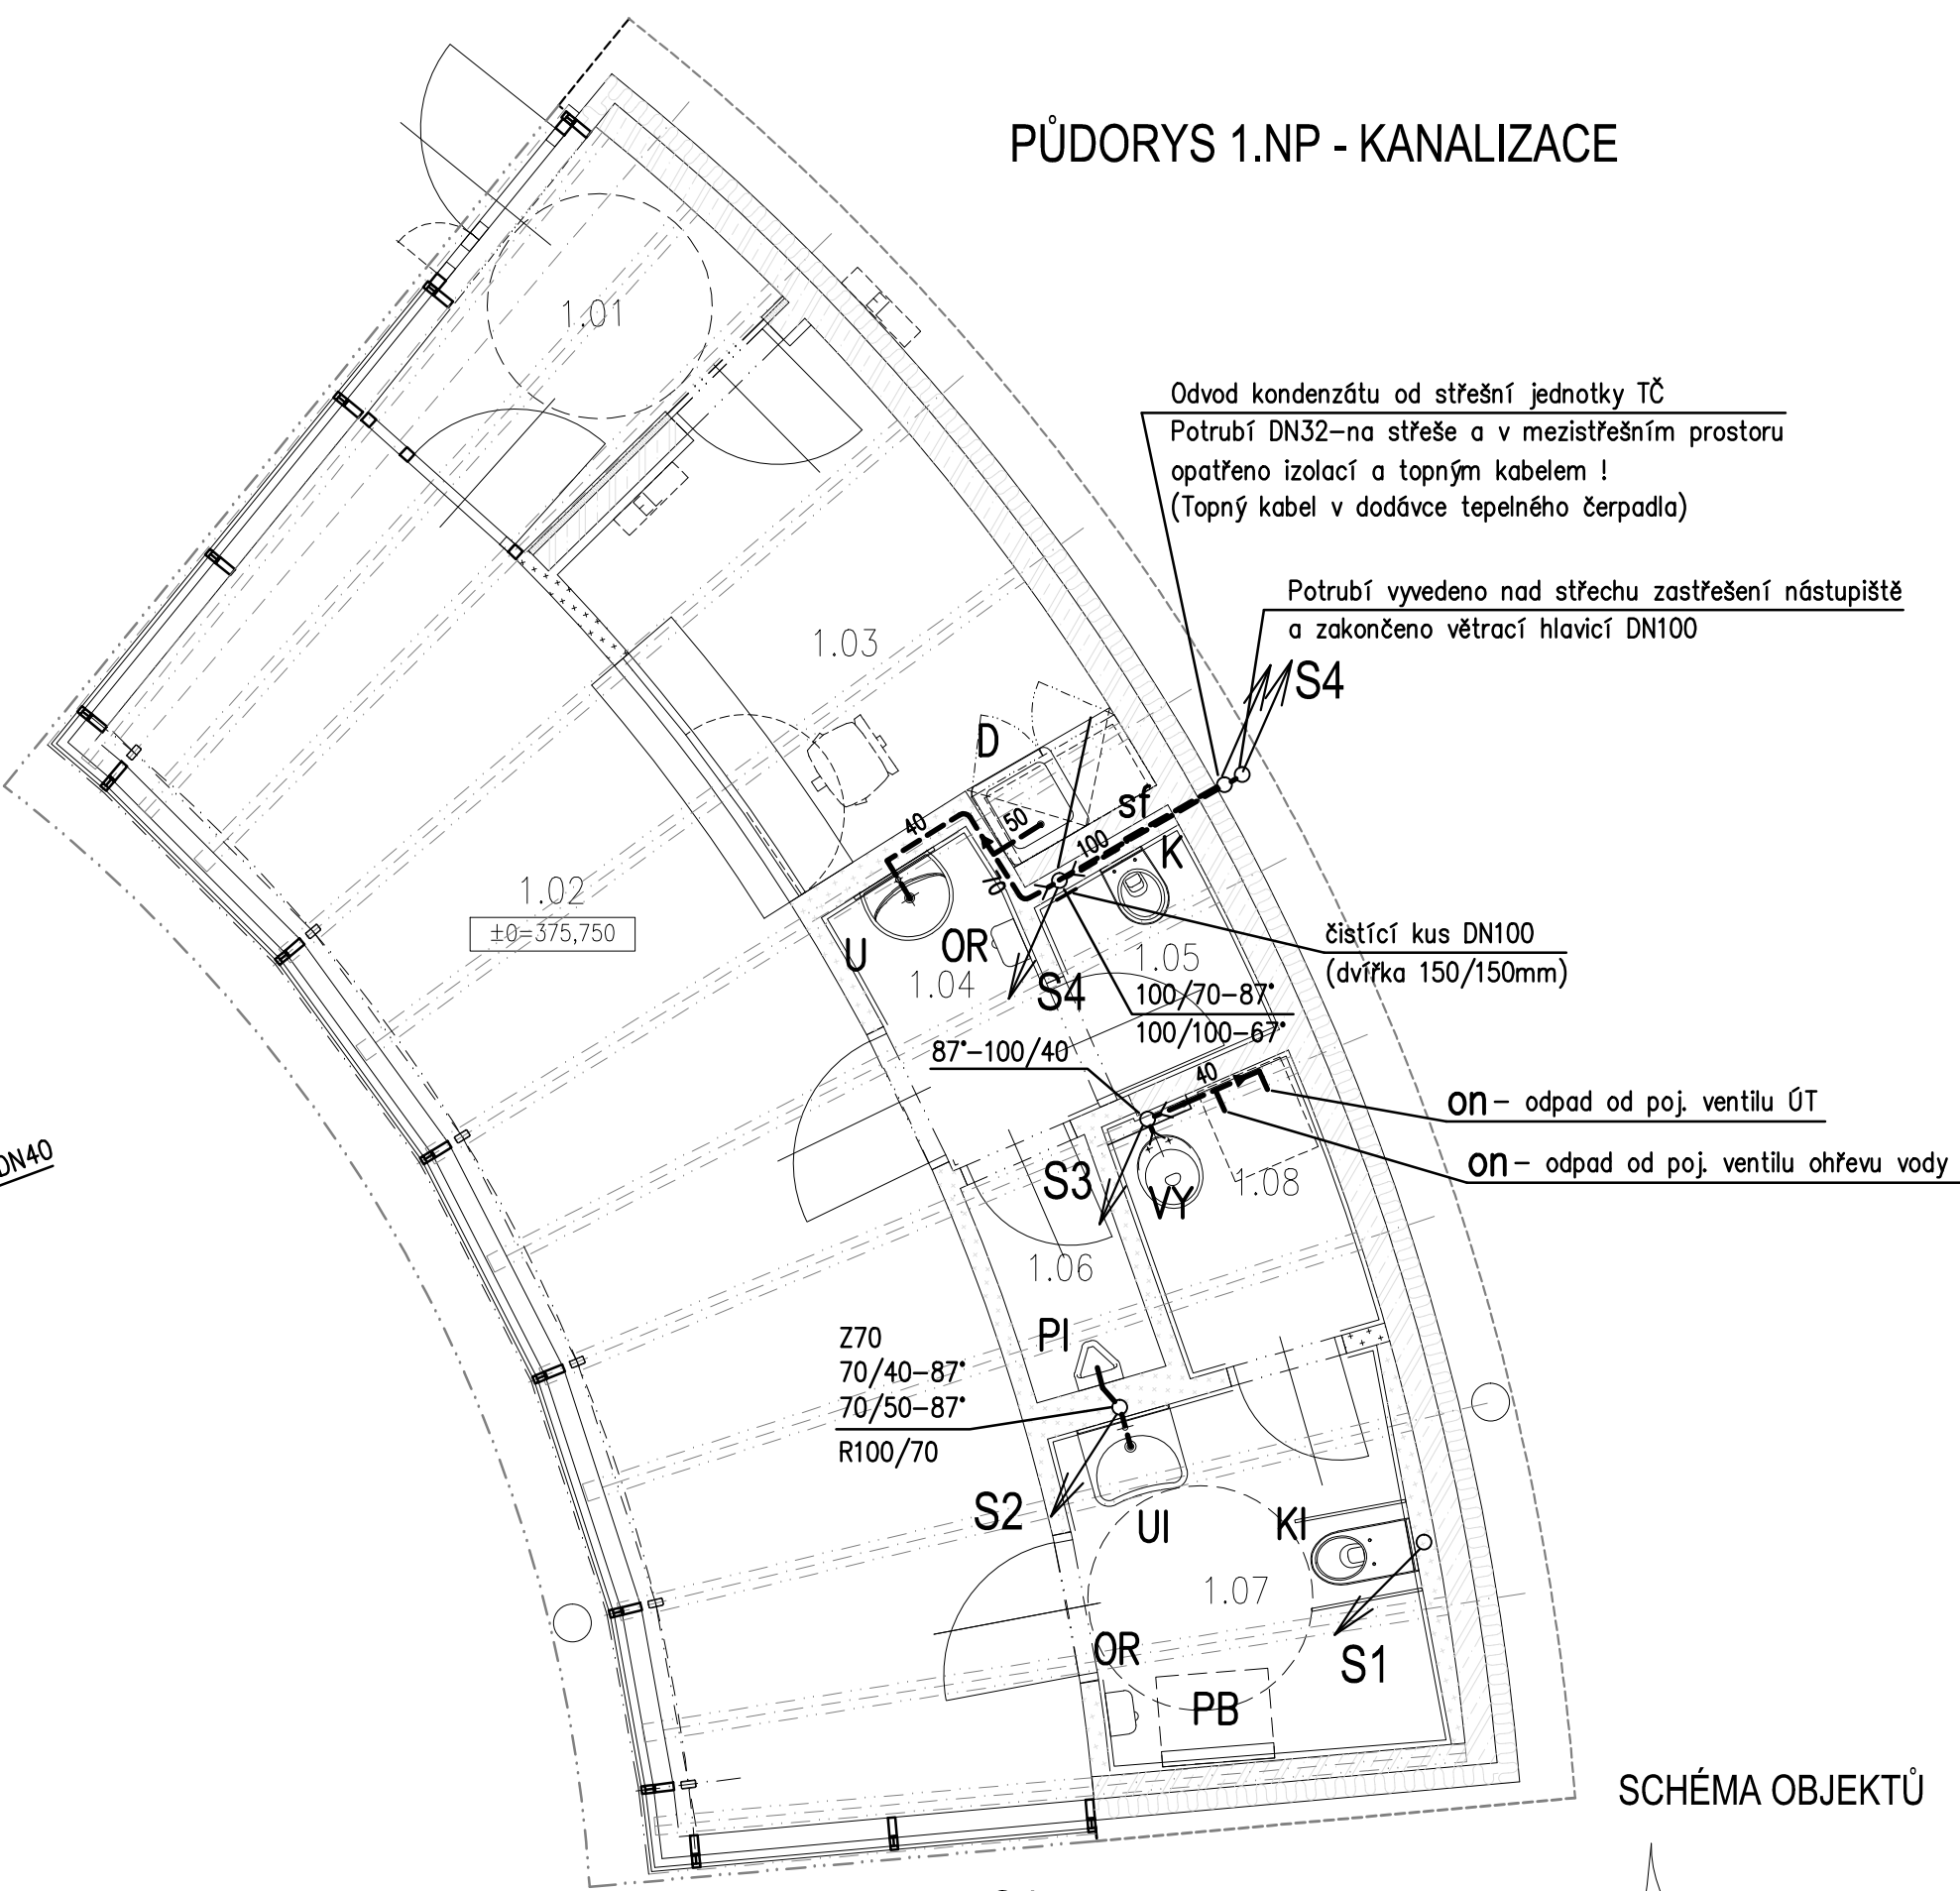 PŮDORYS 1.NP - KANALIZACE
1.01
Odvod kondenzátu od střešní jednotky TČ
Potrubí DN32-na střeše a v mezistřešním prostoru
opatřeno izolací a topným kabelem !
(Topný kabel v dodávce tepelného čerpadla)
Potrubí vyvedeno nad střechu zastřešení nástupiště
a zakončeno větrací hlavicí DN100
S4
1.03
D
sf
40
50
100
K
70
1.02
±0=375,750
U
OR
1.04
S4
1.05
čistící kus DN100
(dvířka 150/150mm)
100/70-87°
100/100-67°
87°-100/40
40
on - odpad od poj. ventilu ÚT
on - odpad od poj. ventilu ohřevu vody
DN40
S3
VY
1.08
1.06
PI
Z70
70/40-87°
70/50-87°
R100/70
S2
UI
KI
1.07
OR
S1
PB
SCHÉMA OBJEKTŮ